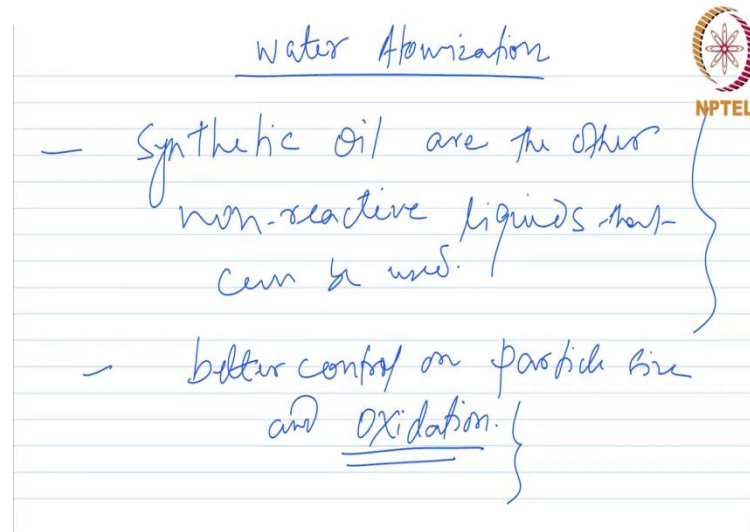 Water Atomization
NPTEL
- Synthetic oil are the other
non-reactive liquids that
can be used.
- better control on particle size
and oxidation.